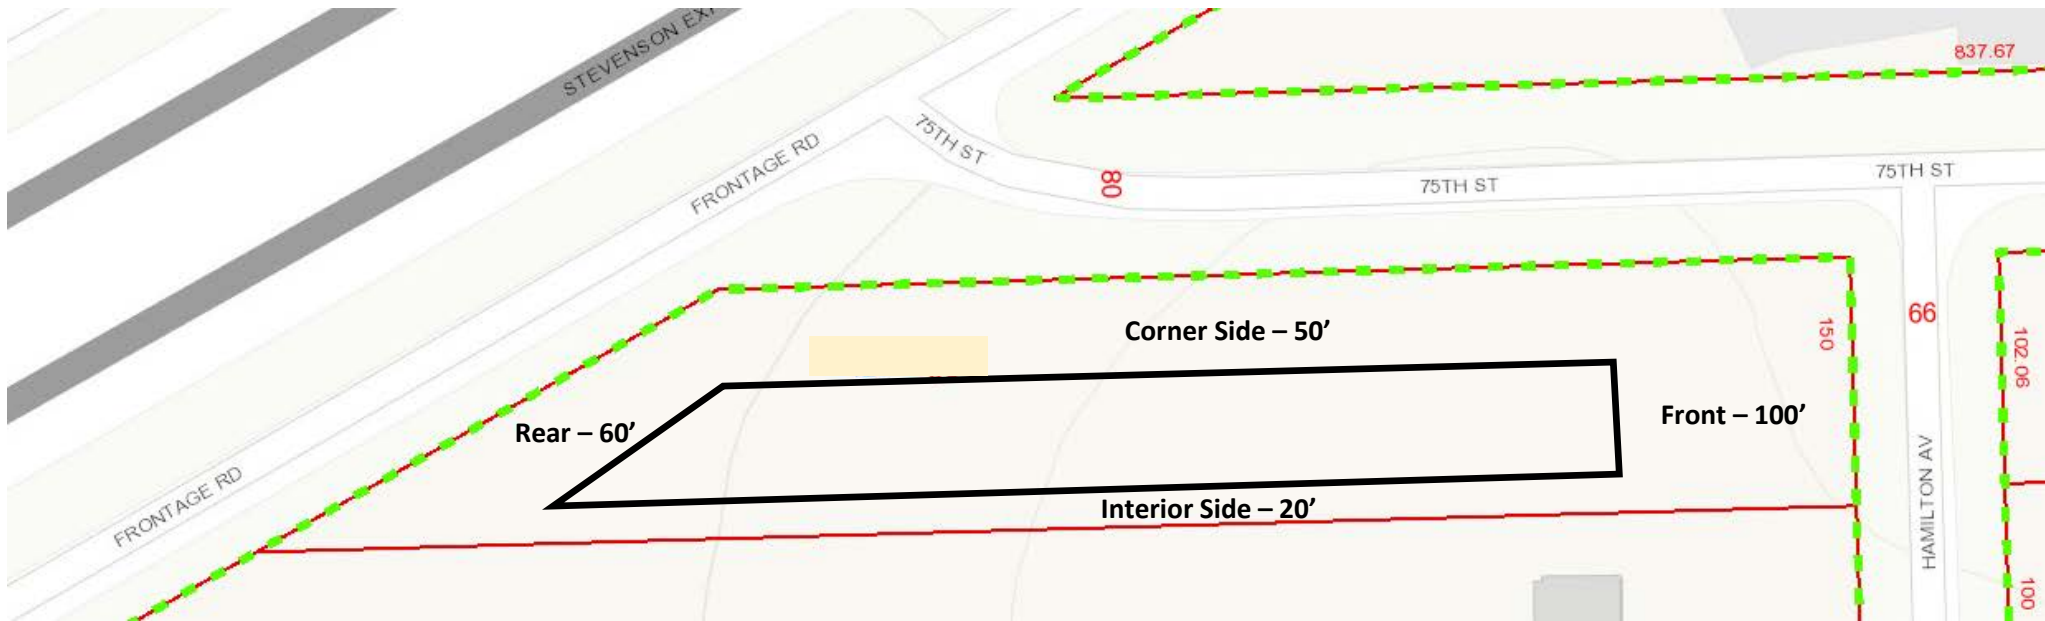 STEVENSON EXP
837.67
75TH ST
FRONTAGE RD
80
75TH ST
75TH ST
66
150
102.06
Corner Side – 50’
Front – 100’
Rear – 60’
Interior Side – 20’
FRONTAGE RD
HAMILTON AV
100